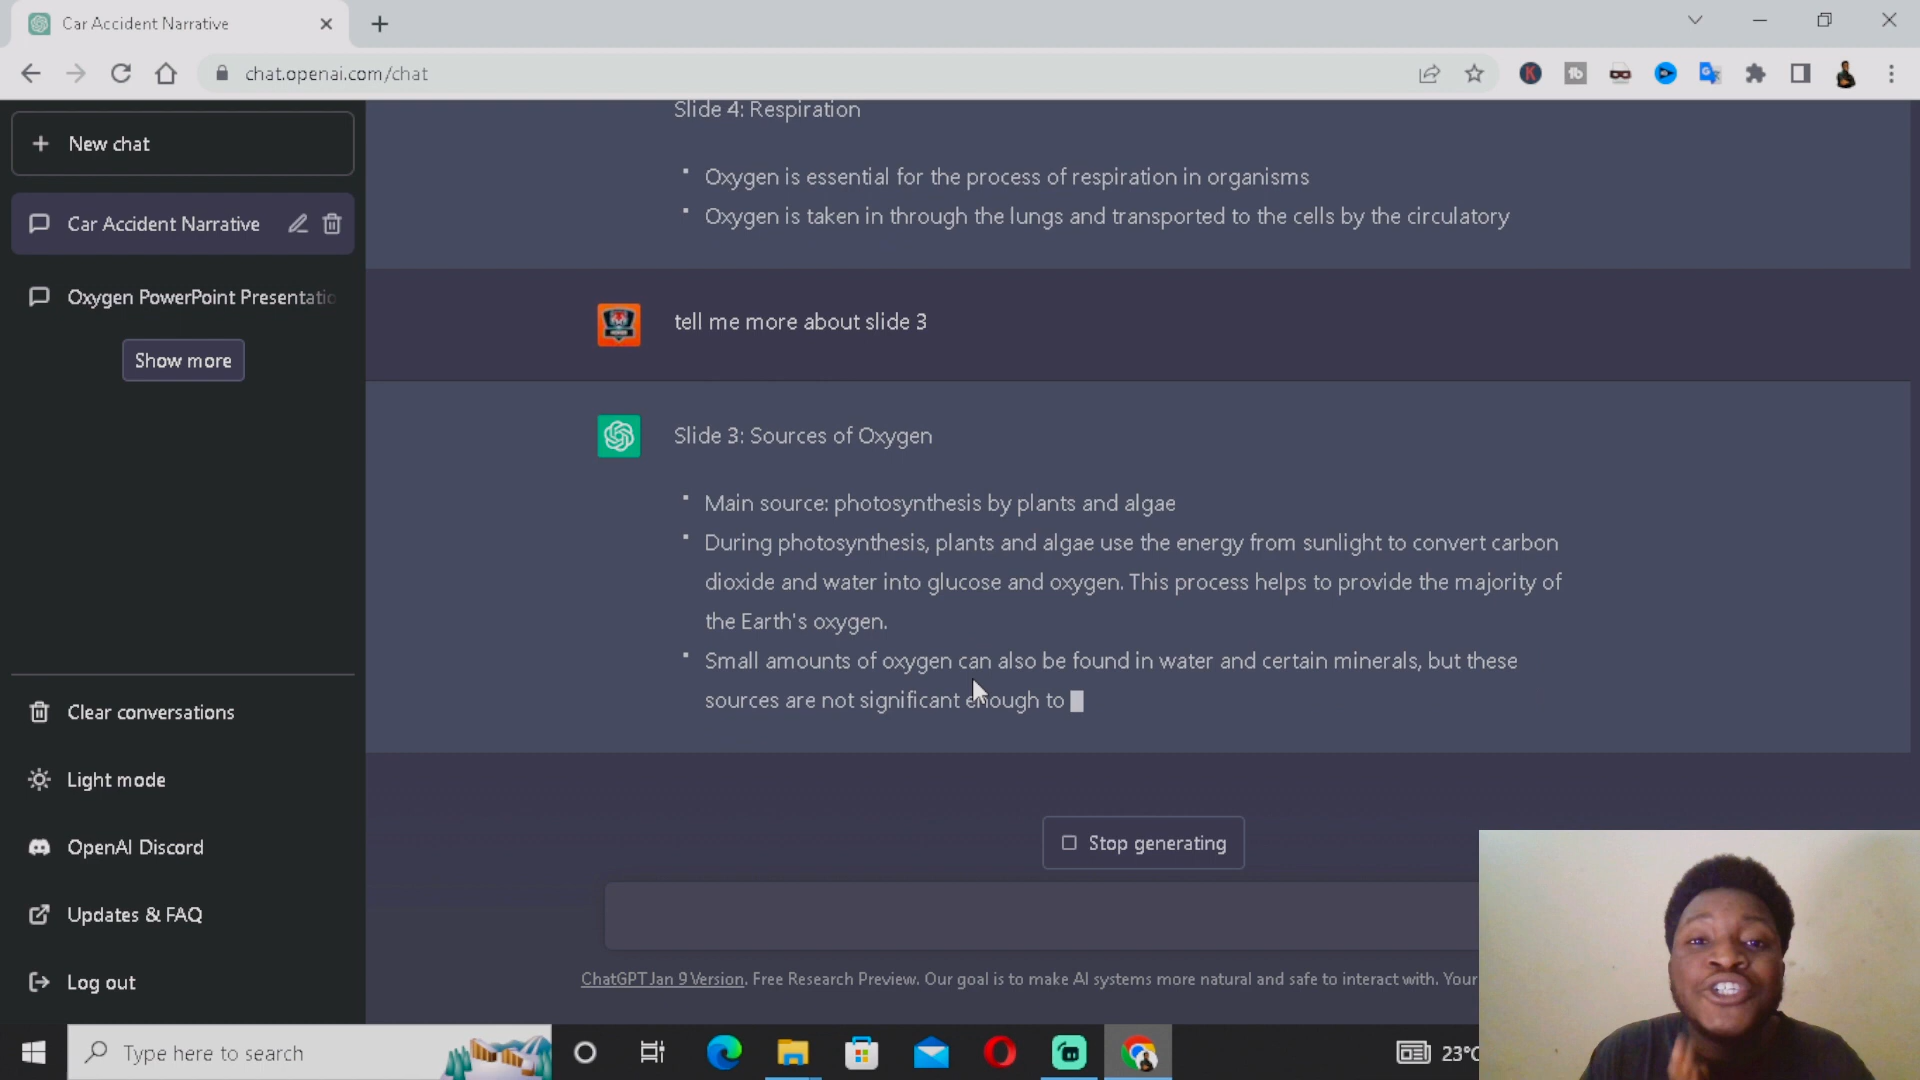 Car Accident Narrative
chat.openai.com/chat
K
tb
New chat
Car Accident Narrative
Oxygen PowerPoint Presentatio
Show more
Clear conversations
Light mode
OpenAI Discord
Updates & FAQ
Log out
Slide 4: Respiration
Oxygen is essential for the process of respiration in organisms
Oxygen is taken in through the lungs and transported to the cells by the circulatory
tell me more about slide 3
Slide 3: Sources of Oxygen
Main source: photosynthesis by plants and algae
During photosynthesis, plants and algae use the energy from sunlight to convert carbon
dioxide and water into glucose and oxygen. This process helps to provide the majority of
the Earth's oxygen.
Small amounts of oxygen can also be found in water and certain minerals, but these
sources are not significant enough to
Stop generating
ChatGPT Jan 9 Version. Free Research Preview. Our goal is to make AI systems more natural and safe to interact with. Your
Type here to search
23°C